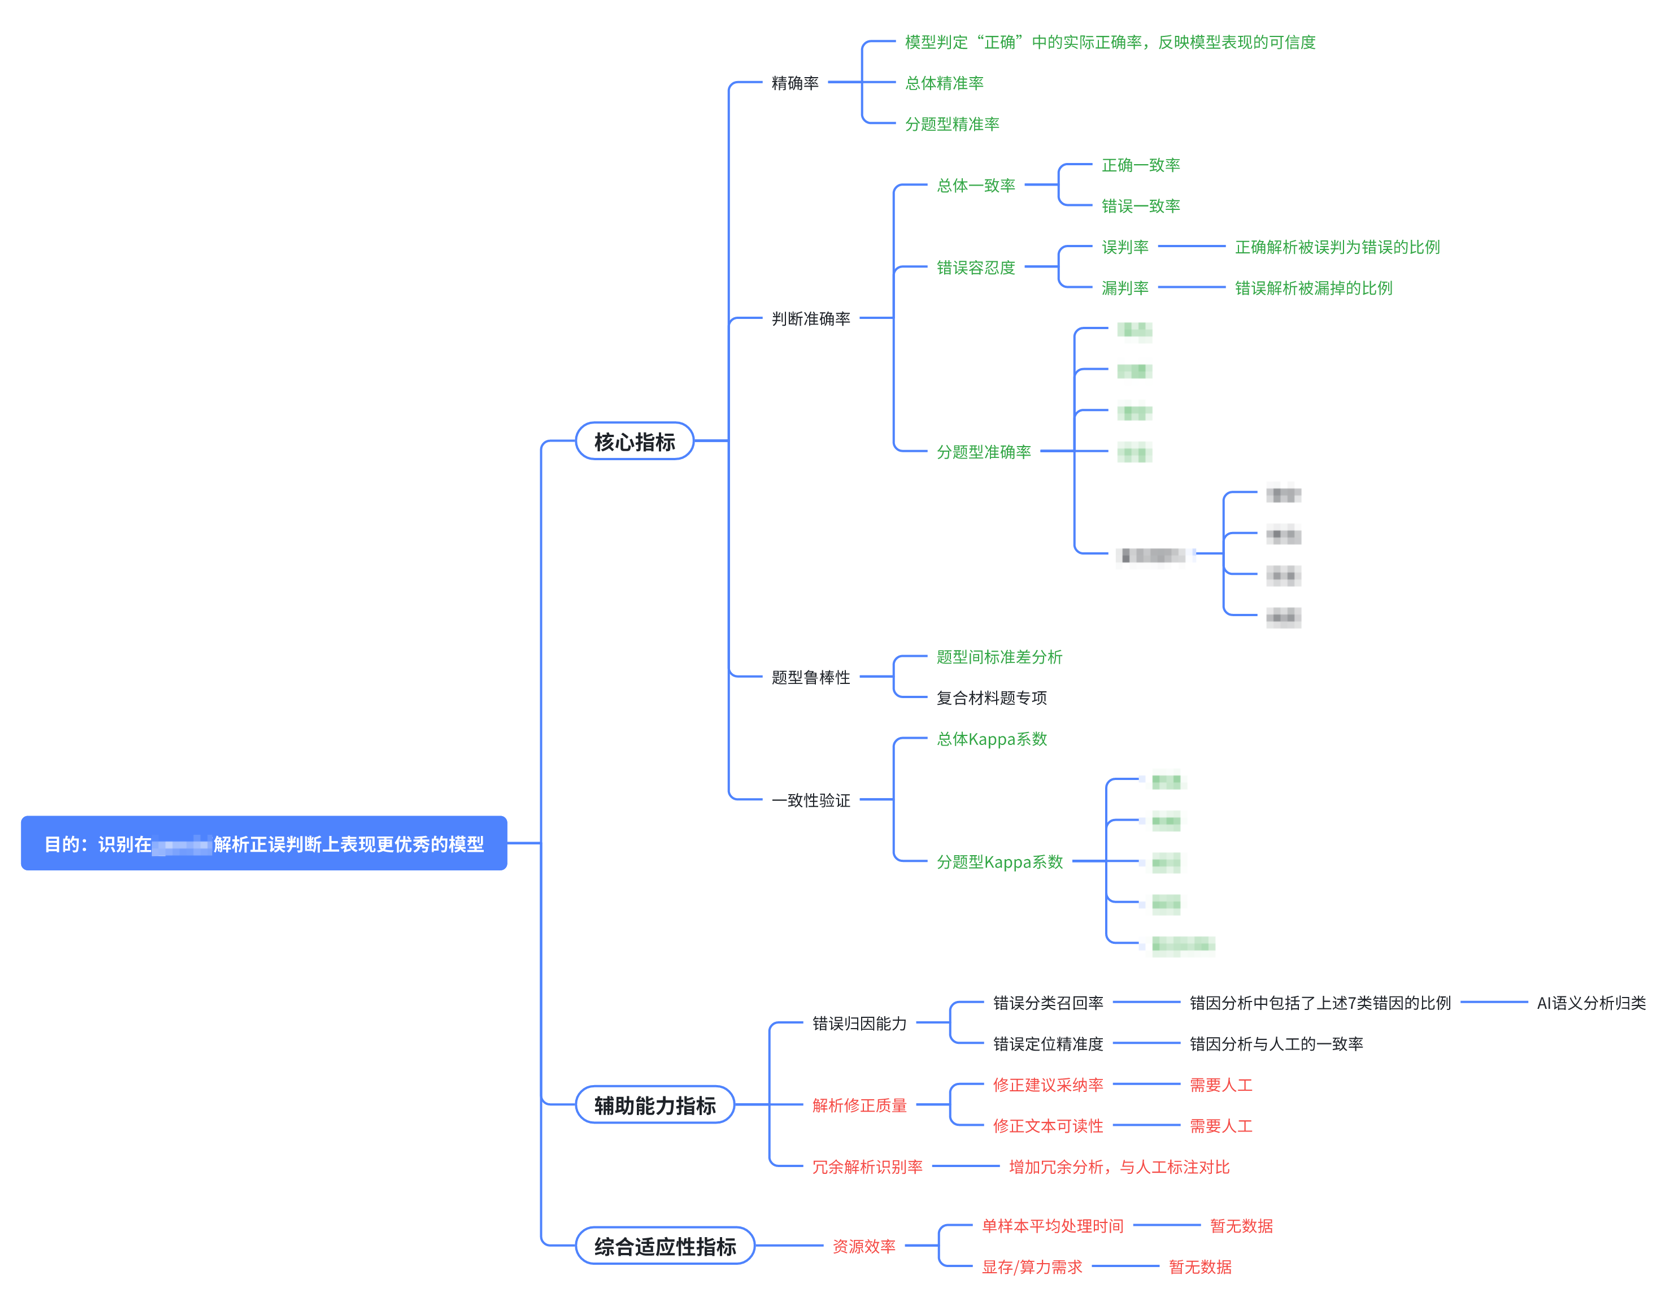 目的：识别在
解析正误判断上表现更优秀的模型
核心指标
精确率
模型判定“正确”中的实际正确率，反映模型表现的可信度
总体精准率
分题型精准率
判断准确率
总体一致率
正确一致率
错误一致率
错误容忍度
误判率
正确解析被误判为错误的比例
漏判率
错误解析被漏掉的比例
分题型准确率
题型鲁棒性
题型间标准差分析
复合材料题专项
一致性验证
总体Kappa系数
分题型Kappa系数
辅助能力指标
错误归因能力
错误分类召回率
错因分析中包括了上述7类错因的比例
AI语义分析归类
错误定位精准度
错因分析与人工的一致率
解析修正质量
修正建议采纳率
需要人工
修正文本可读性
需要人工
冗余解析识别率
增加冗余分析，与人工标注对比
综合适应性指标
资源效率
单样本平均处理时间
暂无数据
显存/算力需求
暂无数据